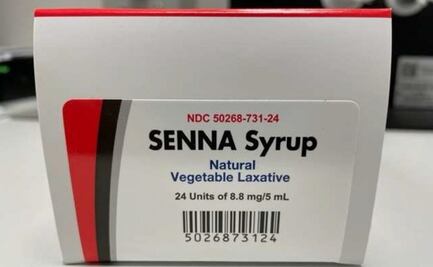 NDC 50268-731-24
SENNA Syrup
Natural
Vegetable Laxative
24 Units of 8.8 mg/5 mL
5026873124